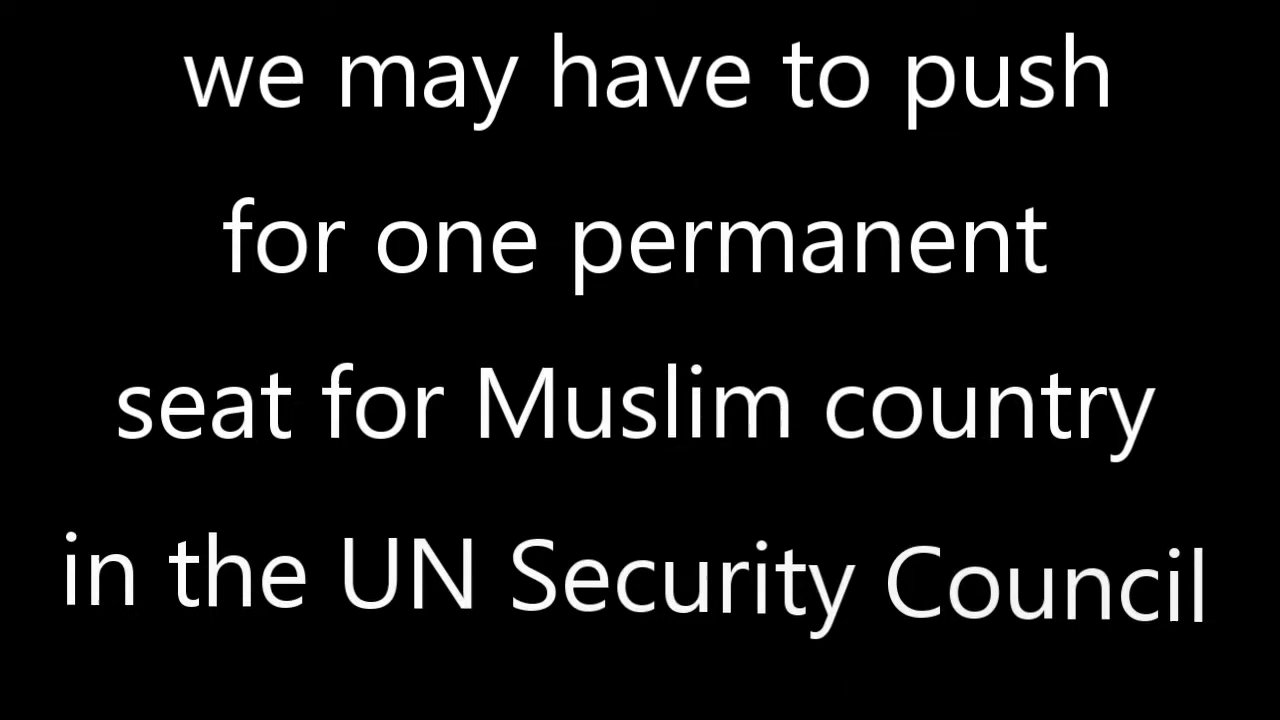 we may have to push
for one permanent
seat for Muslim country
in the UN Security Council